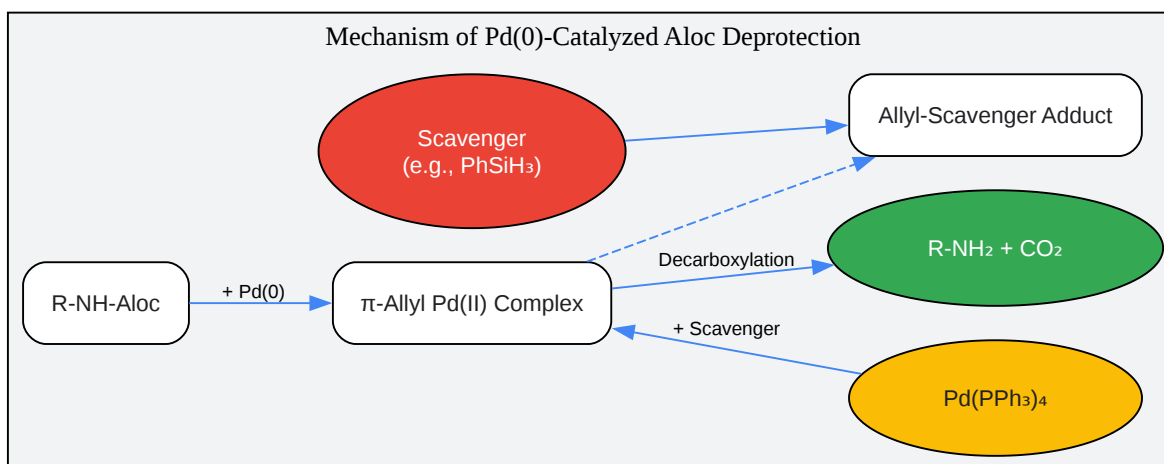 Mechanism of Pd(0)-Catalyzed Aloc Deprotection
Scavenger
(e.g., PhSiH₃)
Allyl-Scavenger Adduct
R-NH-Aloc
+ Pd(0)
π-Allyl Pd(II) Complex
Decarboxylation
R-NH₂ + CO₂
+ Scavenger
Pd(PPh₃)₄